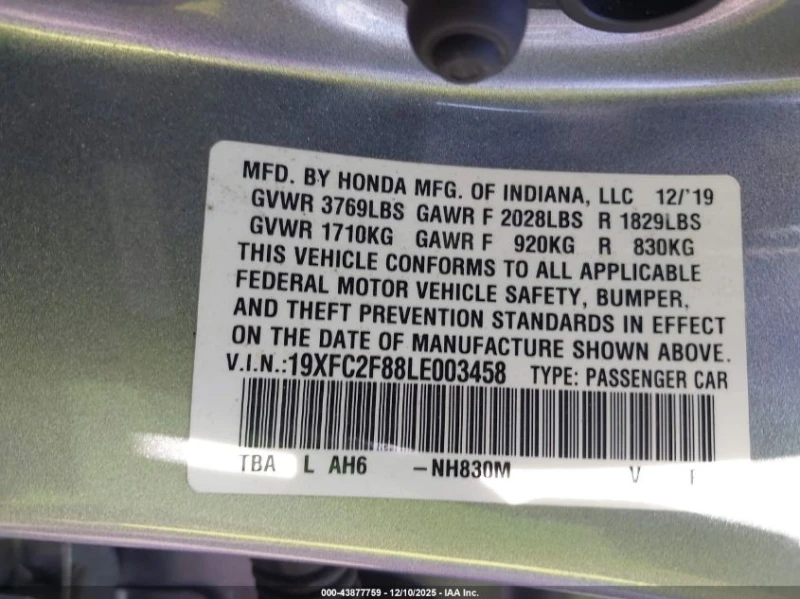 MFD. BY HONDA MFG. OF INDIANA, LLC 12/'19
GVWR 3769LBS GAWR F 2028LBS R 1829LBS
GVWR 1710KG GAWR F 920KG R 830KG
THIS VEHICLE CONFORMS TO ALL APPLICABLE
FEDERAL MOTOR VEHICLE SAFETY, BUMPER,
AND THEFT PREVENTION STANDARDS IN EFFECT
ON THE DATE OF MANUFACTURE SHOWN ABOVE.
V.I.N.:19XFC2F88LE003458 TYPE: PASSENGER CAR
TBA L AH6 -NH830M V
000-43877759 - 12/10/2025 - IAA Inc.